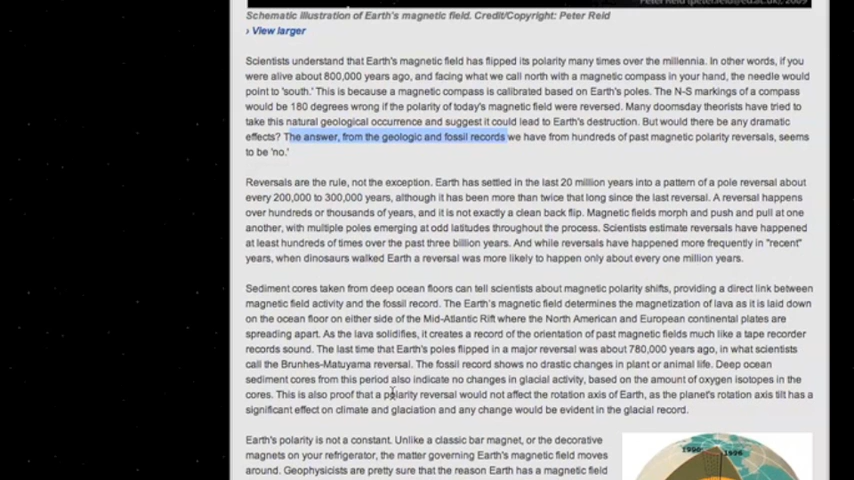 Schematic illustration of Earth's magnetic field. Credit/Copyright: Peter Reid
› View larger
Scientists understand that Earth's magnetic field has flipped its polarity many times over the millennia. In other words, if you
were alive about 800,000 years ago, and facing what we call north with a magnetic compass in your hand, the needle would
point to 'south.' This is because a magnetic compass is calibrated based on Earth's poles. The N-S markings of a compass
would be 180 degrees wrong if the polarity of today's magnetic field were reversed. Many doomsday theorists have tried to
take this natural geological occurrence and suggest it could lead to Earth's destruction. But would there be any dramatic
effects? The answer, from the geologic and fossil records we have from hundreds of past magnetic polarity reversals, seems
to be 'no.'
Reversals are the rule, not the exception. Earth has settled in the last 20 million years into a pattern of a pole reversal about
every 200,000 to 300,000 years, although it has been more than twice that long since the last reversal. A reversal happens
over hundreds or thousands of years, and it is not exactly a clean back flip. Magnetic fields morph and push and pull at one
another, with multiple poles emerging at odd latitudes throughout the process. Scientists estimate reversals have happened
at least hundreds of times over the past three billion years. And while reversals have happened more frequently in "recent"
years, when dinosaurs walked Earth a reversal was more likely to happen only about every one million years.
Sediment cores taken from deep ocean floors can tell scientists about magnetic polarity shifts, providing a direct link between
magnetic field activity and the fossil record. The Earth's magnetic field determines the magnetization of lava as it is laid down
on the ocean floor on either side of the Mid-Atlantic Rift where the North American and European continental plates are
spreading apart. As the lava solidifies, it creates a record of the orientation of past magnetic fields much like a tape recorder
records sound. The last time that Earth's poles flipped in a major reversal was about 780,000 years ago, in what scientists
call the Brunhes-Matuyama reversal. The fossil record shows no drastic changes in plant or animal life. Deep ocean
sediment cores from this period also indicate no changes in glacial activity, based on the amount of oxygen isotopes in the
cores. This is also proof that a polarity reversal would not affect the rotation axis of Earth, as the planet's rotation axis tilt has a
significant effect on climate and glaciation and any change would be evident in the glacial record.
Earth's polarity is not a constant. Unlike a classic bar magnet, or the decorative
magnets on your refrigerator, the matter governing Earth's magnetic field moves
around. Geophysicists are pretty sure that the reason Earth has a magnetic field
1996 1996